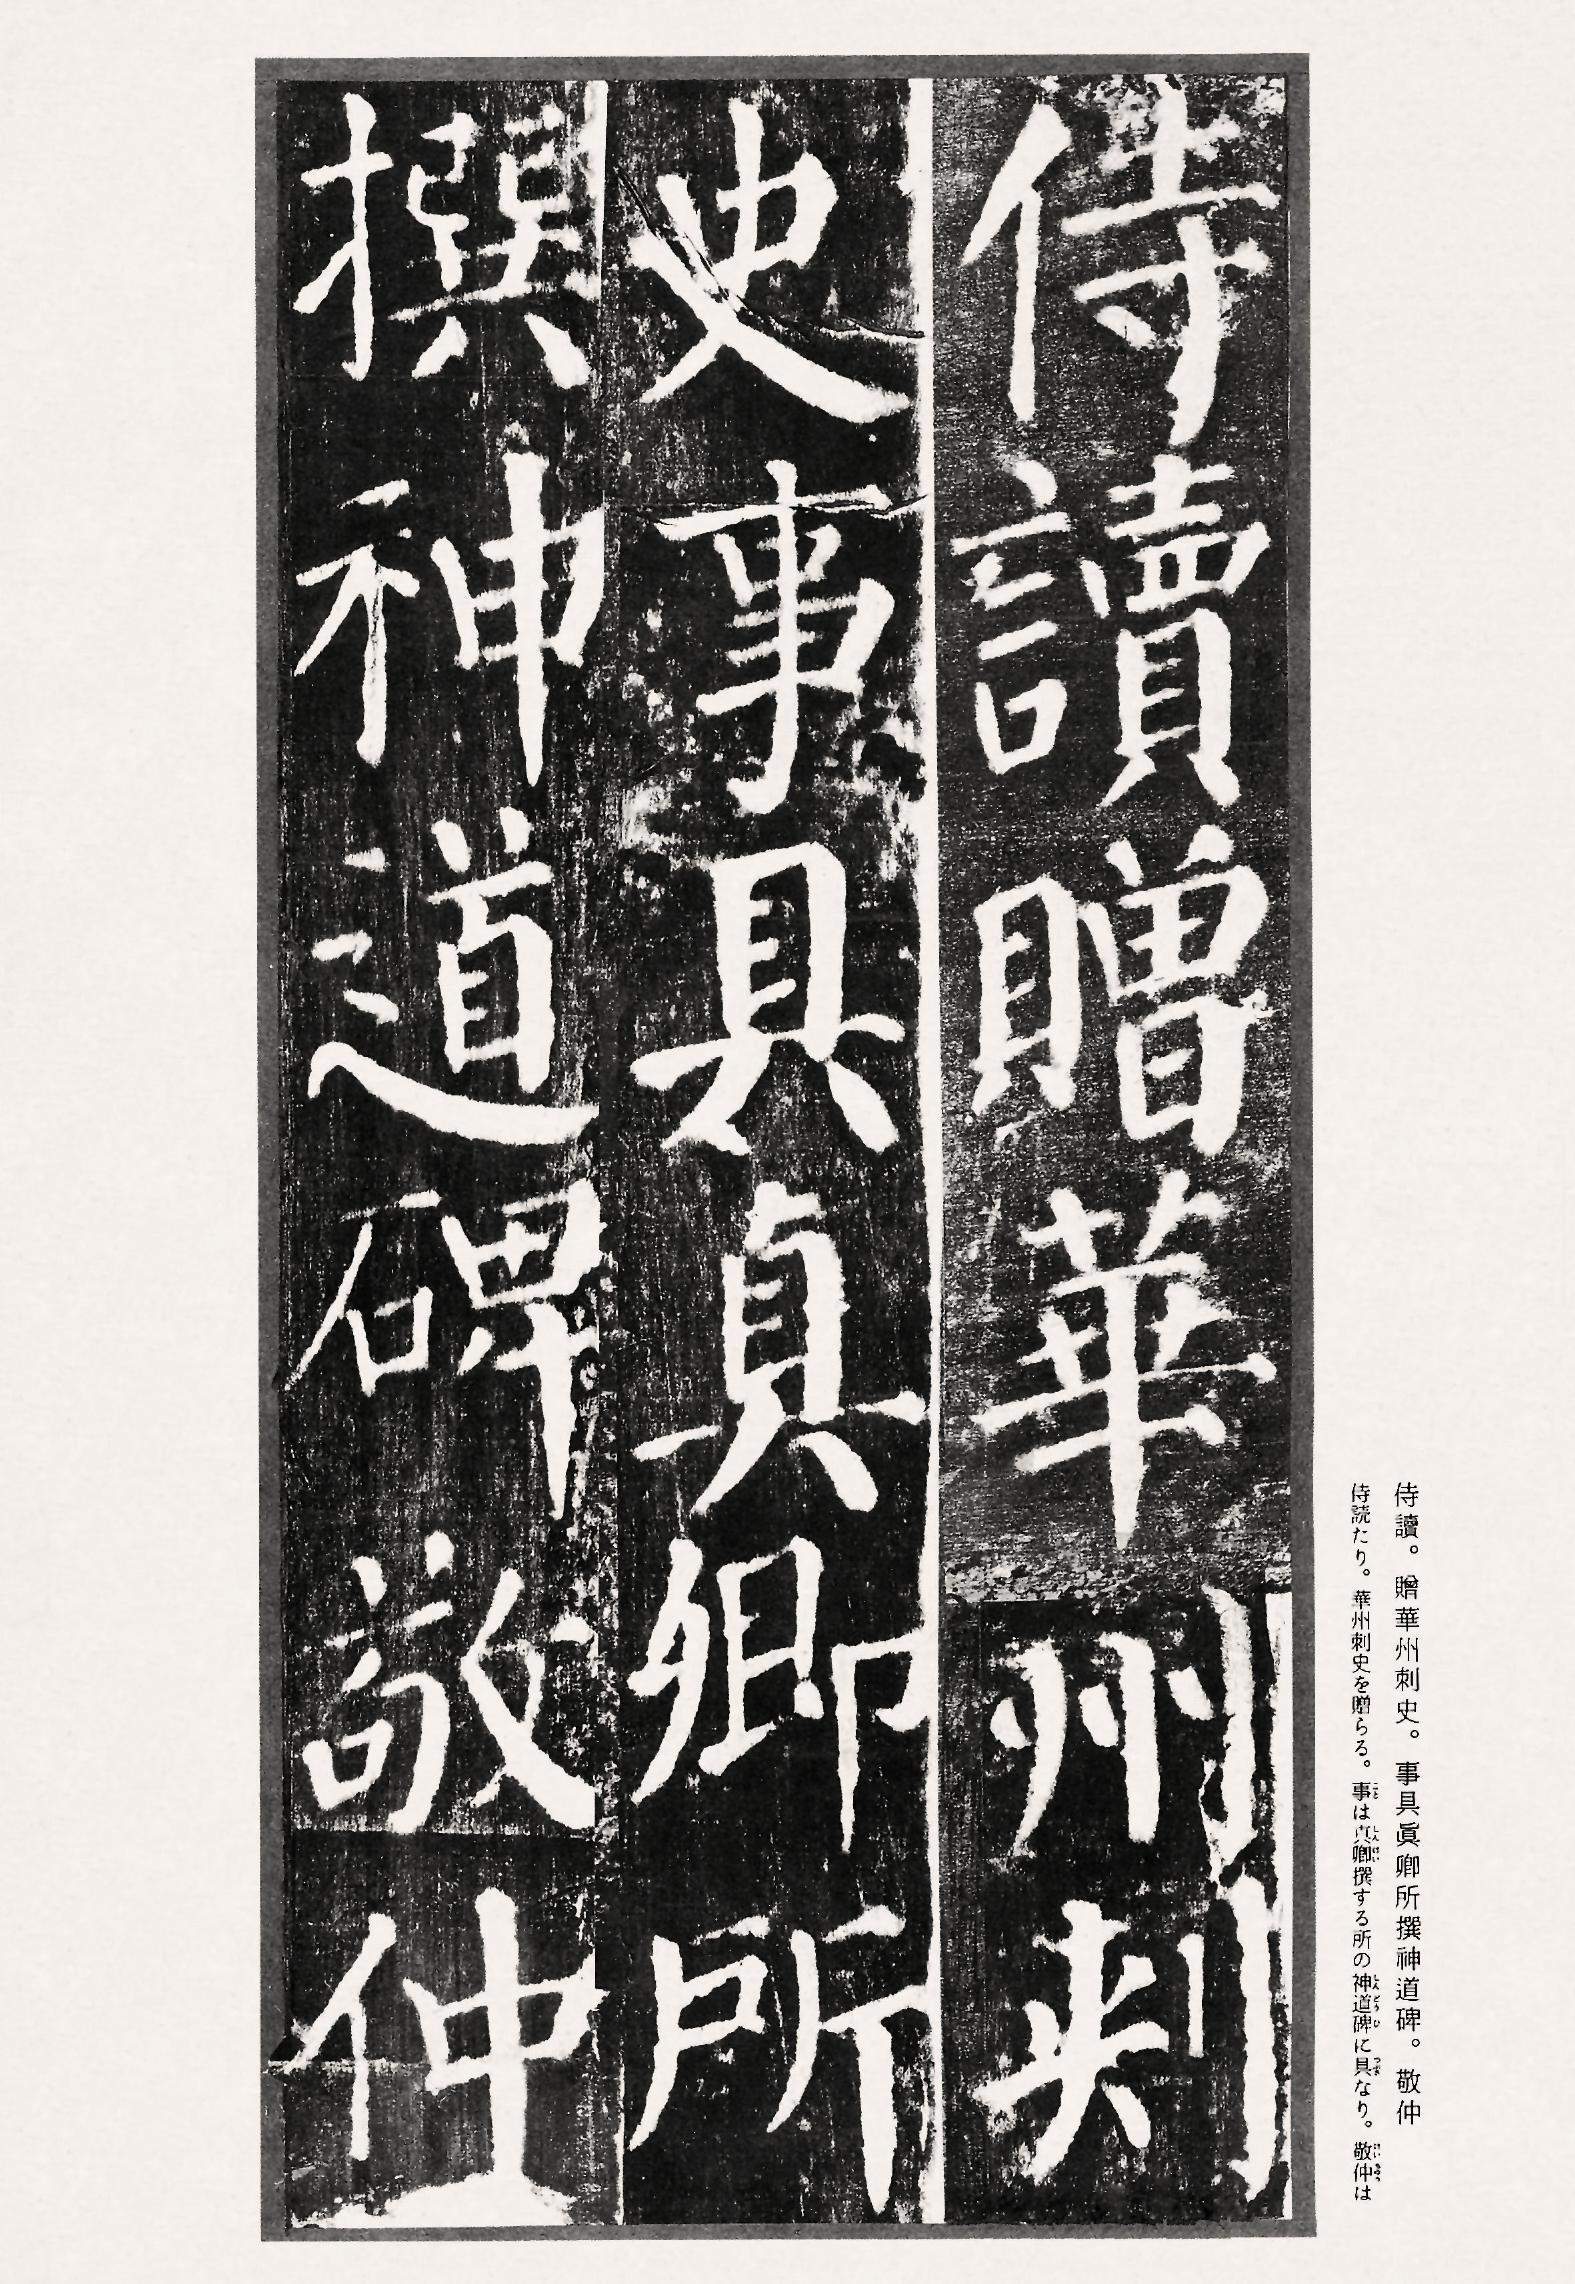 侍讀。贈華州刺史。事具眞卿所撰神道碑。敬仲
侍読たり。華州刺史を贈らる。事は真卿撰する所の神道碑に具なり。敬仲は
侍讀贈華州刺
史事具真卿所
撰神道碑敬仲